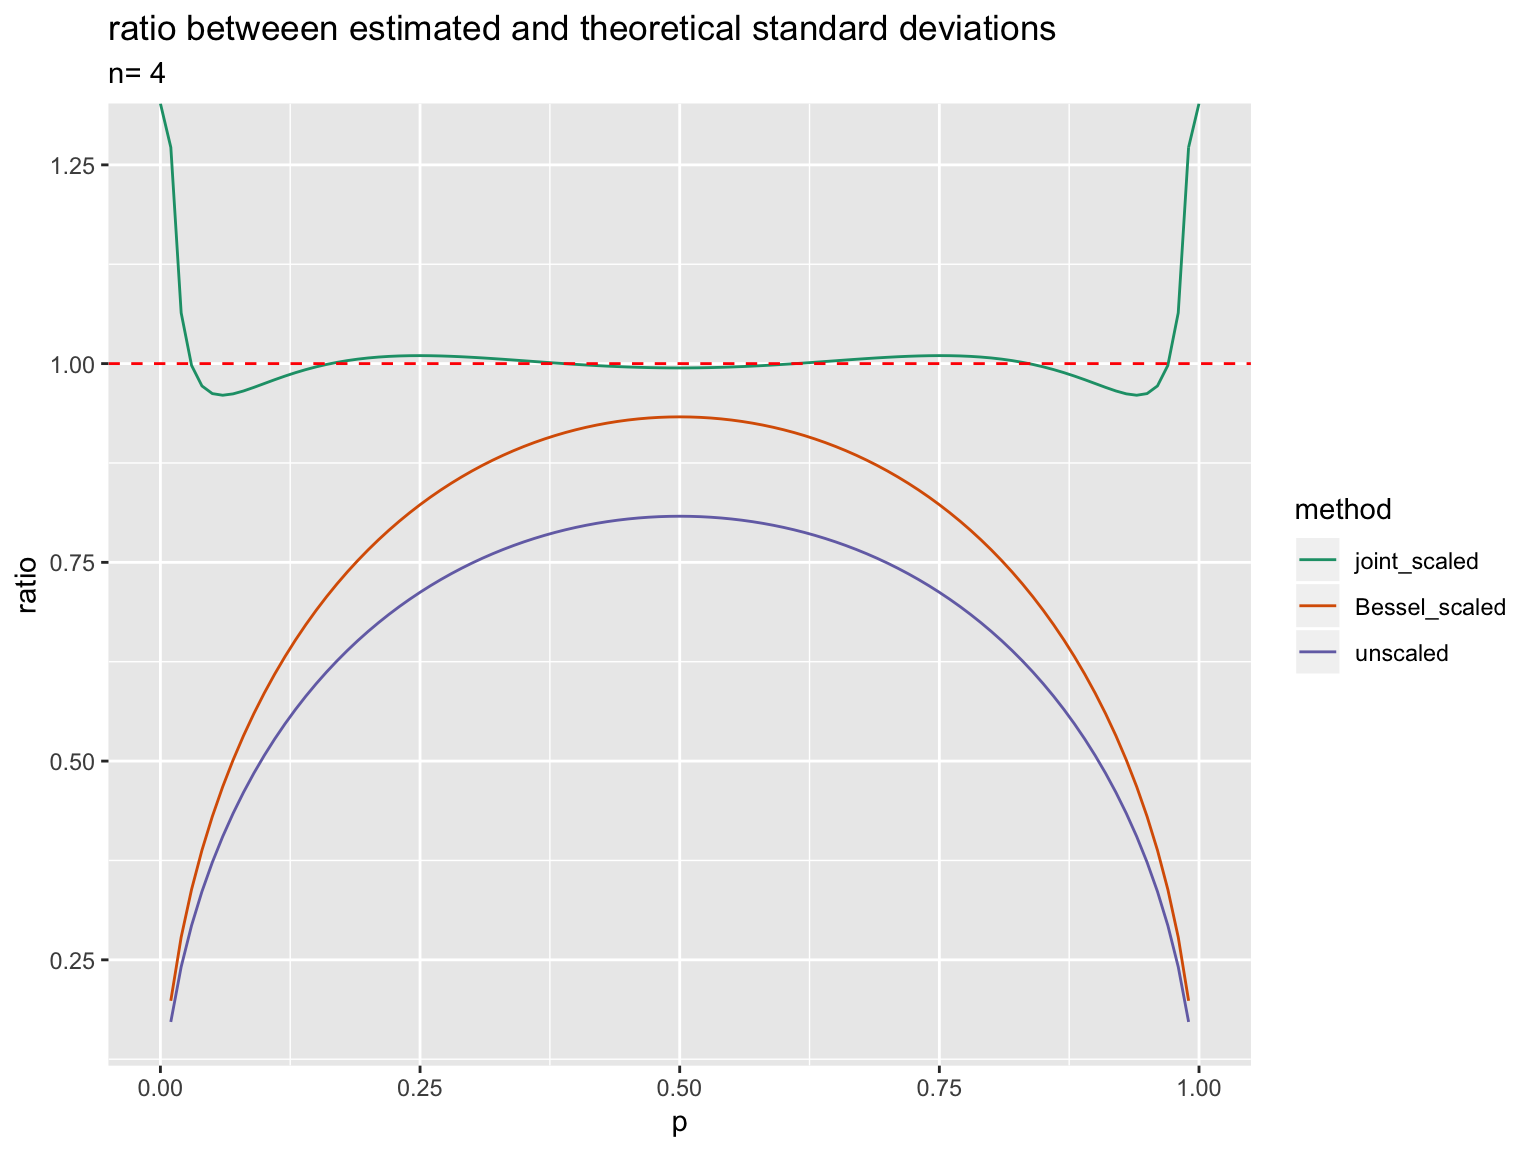 ratio betweeen estimated and theoretical standard deviations
n= 4
1.25
1.00
0.75
0.50
0.25
ratio
0.00
0.25
0.50
0.75
1.00
p
method
joint_scaled
Bessel_scaled
unscaled